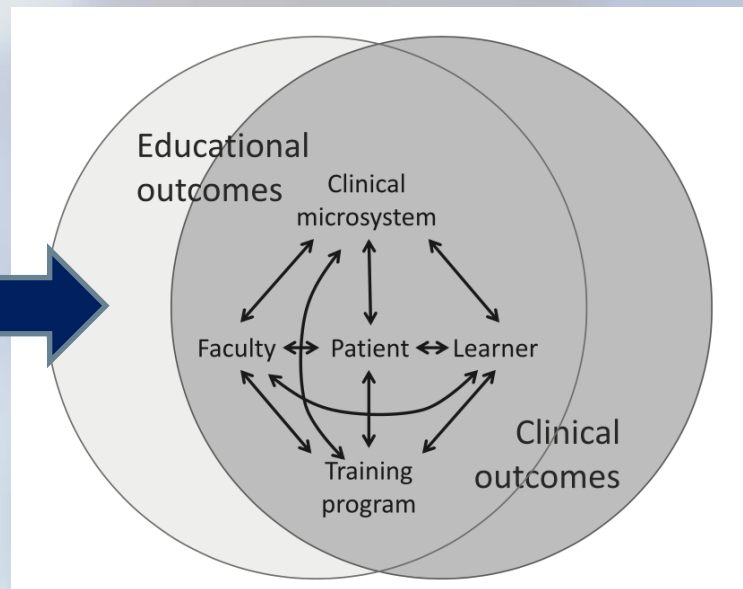 Educational
outcomes
Clinical
microsystem
Faculty
Patient
Learner
Clinical
outcomes
Training
program